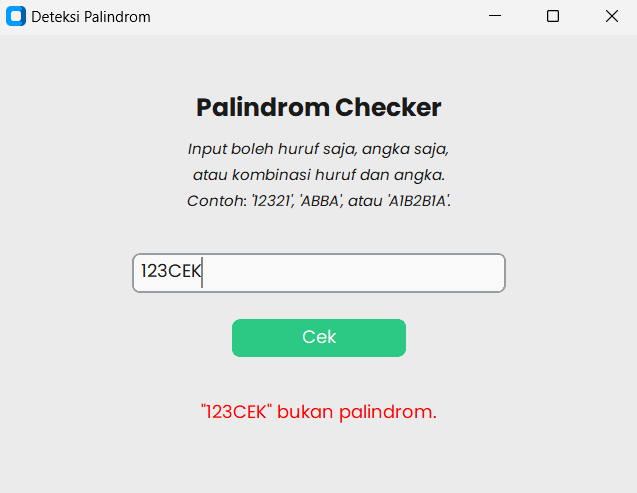 Deteksi Palindrom
Palindrom Checker
Input boleh huruf saja, angka saja,
atau kombinasi huruf dan angka.
Contoh: '12321', 'ABBA', atau 'A1B2B1A'.
123CEK
Cek
"123CEK" bukan palindrom.